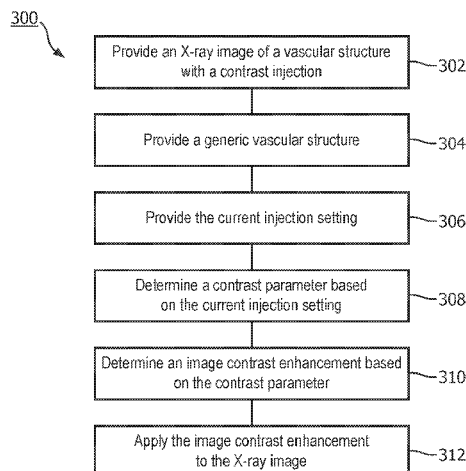 300
Provide an X-ray image of a vascular structure
with a contrast injection
302
Provide a generic vascular structure
304
Provide the current injection setting
306
Determine a contrast parameter based
on the current injection setting
308
Determine an image contrast enhancement based
on the contrast parameter
310
Apply the image contrast enhancement
to the X-ray image
312